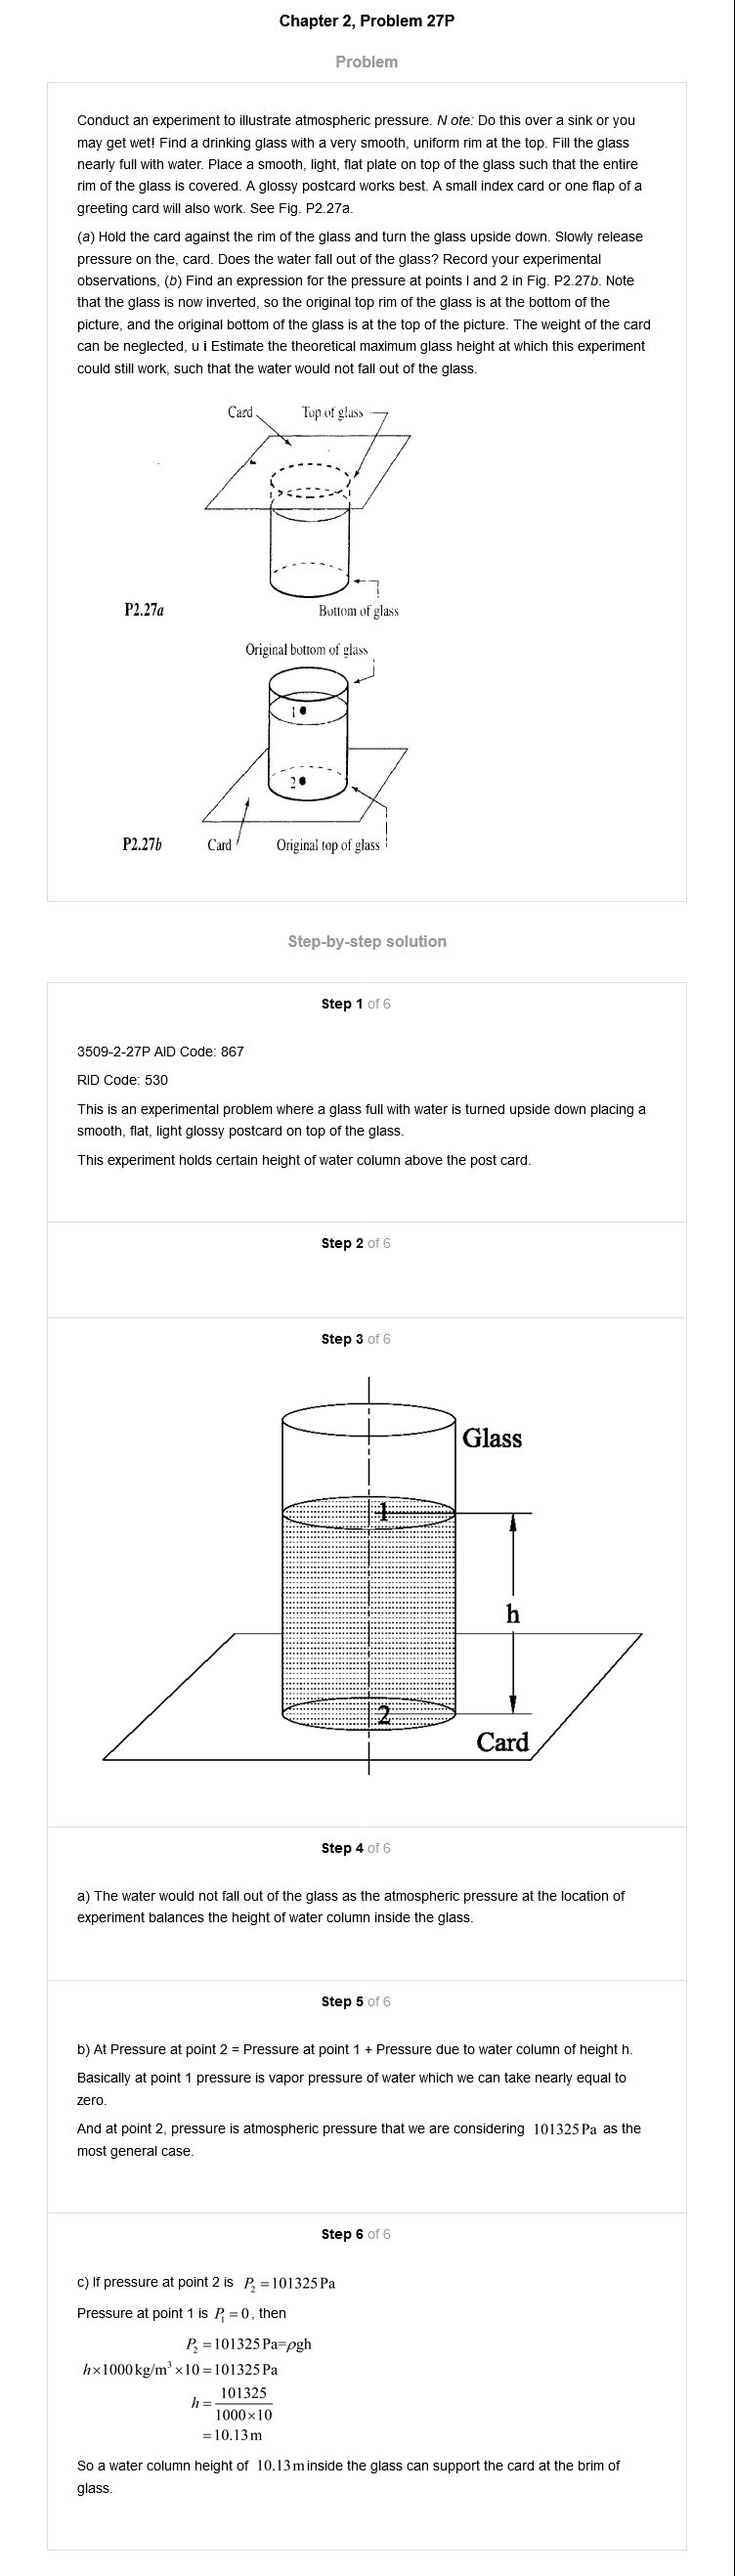 Chapter 2, Problem 27P
Problem
Conduct an experiment to illustrate atmospheric pressure. N ote: Do this over a sink or you
may get wet! Find a drinking glass with a very smooth, uniform rim at the top. Fill the glass
nearly full with water. Place a smooth, light, flat plate on top of the glass such that the entire
rim of the glass is covered. A glossy postcard works best. A small index card or one flap of a
greeting card will also work. See Fig. P2.27a.
(a) Hold the card against the rim of the glass and turn the glass upside down. Slowly release
pressure on the, card. Does the water fall out of the glass? Record your experimental
observations, (b) Find an expression for the pressure at points I and 2 in Fig. P2.27b. Note
that the glass is now inverted, so the original top rim of the glass is at the bottom of the
picture, and the original bottom of the glass is at the top of the picture. The weight of the card
can be neglected, u i Estimate the theoretical maximum glass height at which this experiment
could still work, such that the water would not fall out of the glass.
Card Top of glass
P2.27a
Bottom of glass
Original bottom of glass
1
2
P2.27b Card Original top of glass
Step-by-step solution
Step 1 of 6
3509-2-27P AID Code: 867
RID Code: 530
This is an experimental problem where a glass full with water is turned upside down placing a
smooth, flat, light glossy postcard on top of the glass.
This experiment holds certain height of water column above the post card.
Step 2 of 6
Step 3 of 6
Glass
1
h
2
Card
Step 4 of 6
a) The water would not fall out of the glass as the atmospheric pressure at the location of
experiment balances the height of water column inside the glass.
Step 5 of 6
b) At Pressure at point 2 = Pressure at point 1 + Pressure due to water column of height h.
Basically at point 1 pressure is vapor pressure of water which we can take nearly equal to
zero.
And at point 2, pressure is atmospheric pressure that we are considering 101325 Pa as the
most general case.
Step 6 of 6
c) If pressure at point 2 is P₂ = 101325 Pa
Pressure at point 1 is P₁ = 0, then
P₂ = 101325 Pa=ρgh
h×1000 kg/m³ ×10 = 101325 Pa
h = 101325
1000×10
= 10.13 m
So a water column height of 10.13 m inside the glass can support the card at the brim of
glass.